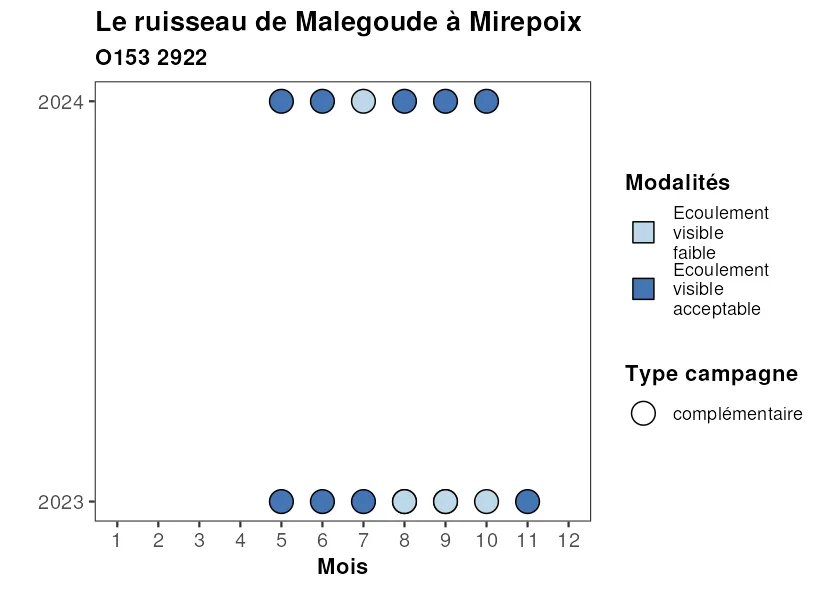 Le ruisseau de Malegoude à Mirepoix
O153 2922
2024
2023
1 2 3 4 5 6 7 8 9 10 11 12
Mois
Modalités
Ecoulement
visible
faible
Ecoulement
visible
acceptable
Type campagne
complémentaire